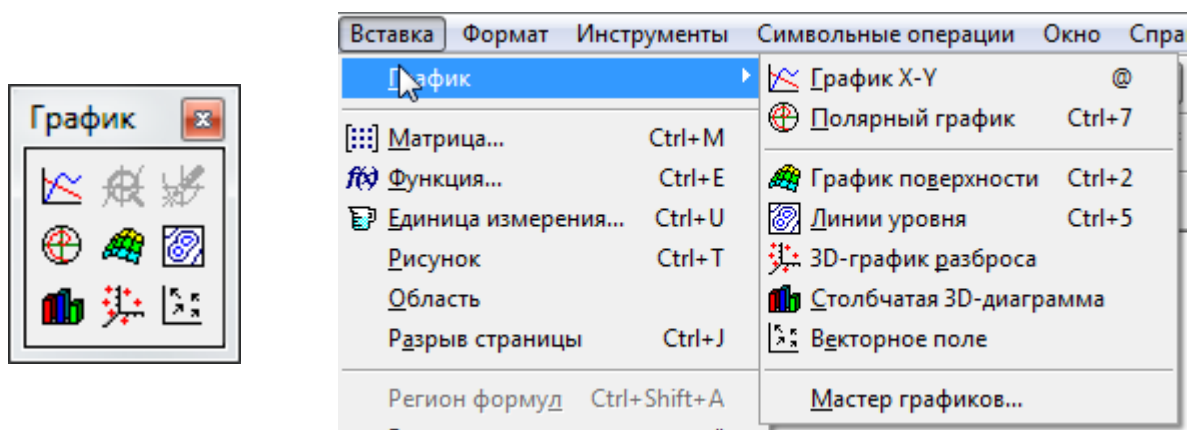 График
Вставка Формат Инструменты Символьные операции Окно Спра
График
Матрица... Ctrl+M
f(x) Функция... Ctrl+E
Единица измерения... Ctrl+U
Рисунок Ctrl+T
Область
Разрыв страницы Ctrl+J
Регион формул Ctrl+Shift+A
График X-Y @
Полярный график Ctrl+7
График поверхности Ctrl+2
Линии уровня Ctrl+5
3D-график разброса
Столбчатая 3D-диаграмма
Векторное поле
Мастер графиков...